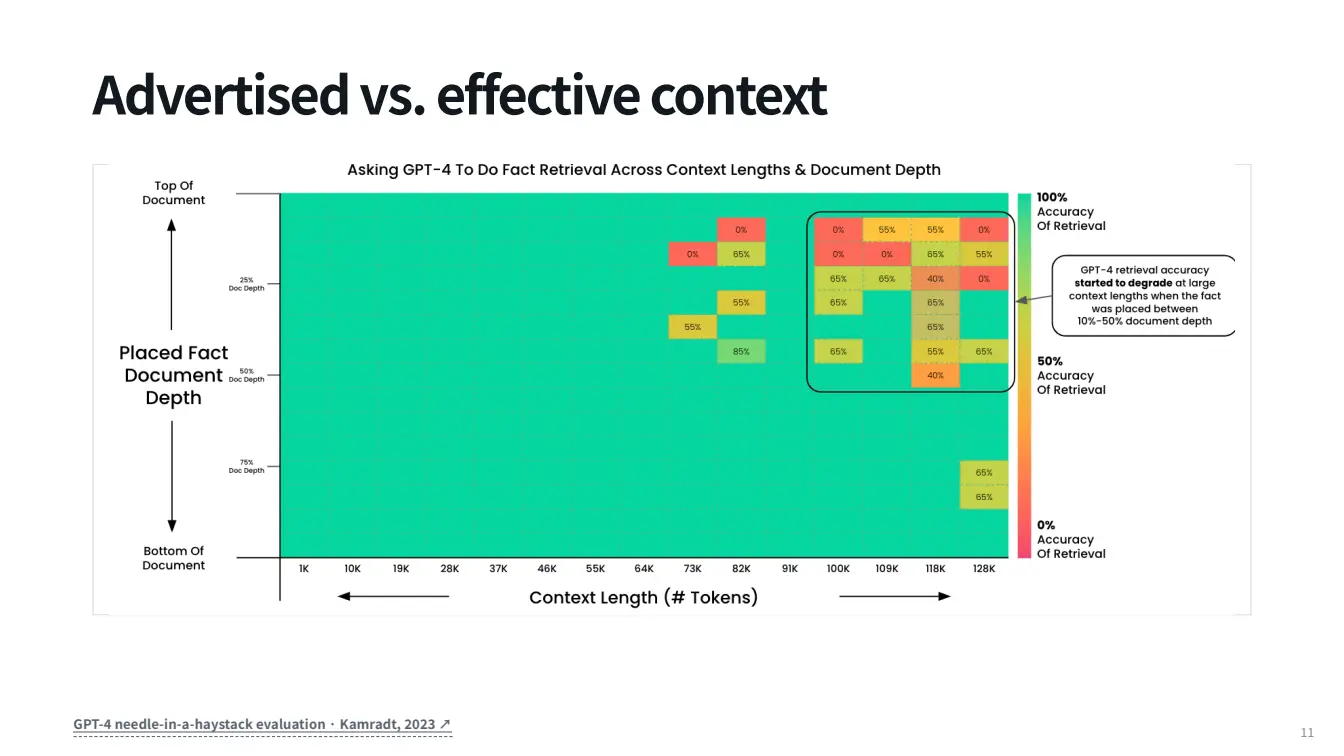 Advertised vs. effective context
Asking GPT-4 To Do Fact Retrieval Across Context Lengths & Document Depth
Top Of
Document
25%
Doc Depth
Placed Fact
Document
Depth
50%
Doc Depth
75%
Doc Depth
Bottom Of
Document
0% 0% 55% 55% 0%
0% 65% 0% 0% 65% 55%
65% 65% 40% 0%
55% 65% 65%
55% 65%
85% 65% 55% 65%
40%
65%
65%
100%
Accuracy
Of Retrieval
GPT-4 retrieval accuracy
started to degrade at large
context lengths when the fact
was placed between
10%-50% document depth
50%
Accuracy
Of Retrieval
0%
Accuracy
Of Retrieval
1K 10K 19K 28K 37K 46K 55K 64K 73K 82K 91K 100K 109K 118K 128K
Context Length (# Tokens)
GPT-4 needle-in-a-haystack evaluation · Kamradt, 2023 ↗
11